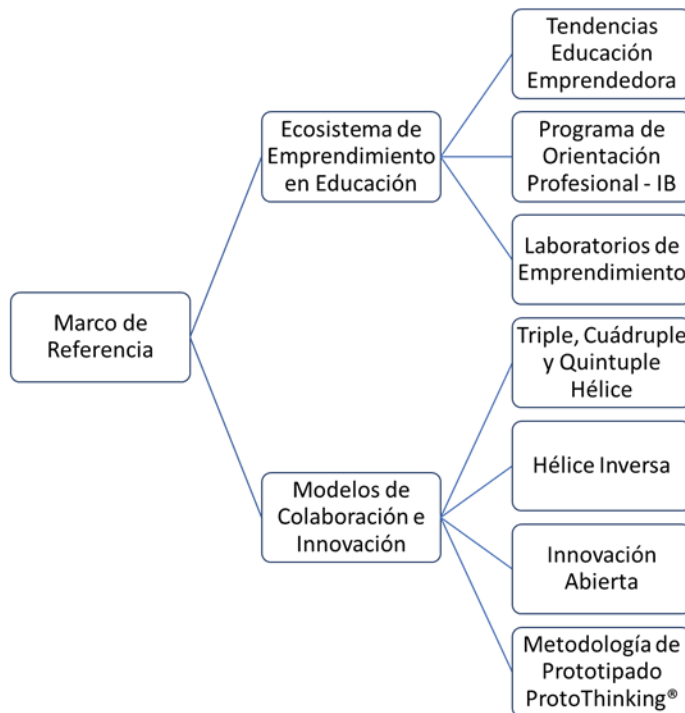 Marco de
Referencia
Ecosistema de
Emprendimiento
en Educación
Tendencias
Educación
Emprendedora
Programa de
Orientación
Profesional - IB
Laboratorios de
Emprendimiento
Modelos de
Colaboración e
Innovación
Triple, Cuádruple
y Quintuple
Hélice
Hélice Inversa
Innovación
Abierta
Metodología de
Prototipado
ProtoThinking®